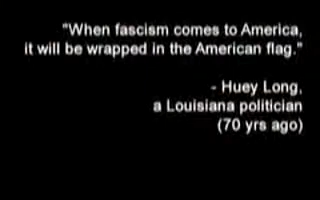 "When fascism comes to America,
it will be wrapped in the American flag."
- Huey Long,
a Louisiana politician
(70 yrs ago)